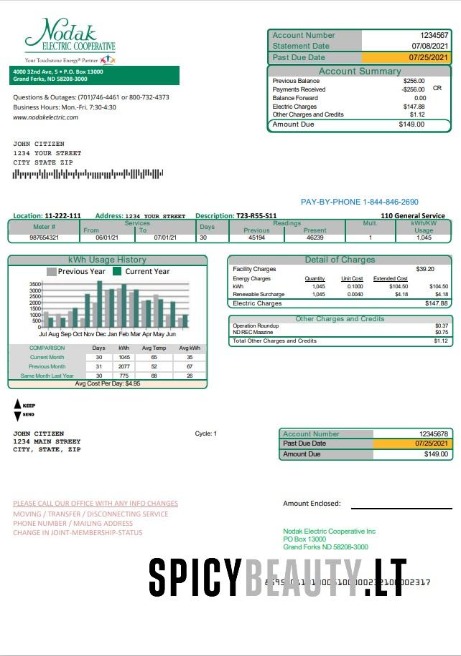 Nodak
ELECTRIC COOPERATIVE
Your Touchstone Energy® Partner
4000 32nd Ave, S • P.O. Box 13000
Grand Forks, ND 58208-3000
Account Number 1234567
Statement Date 07/08/2021
Past Due Date 07/25/2021
Account Summary
Previous Balance $256.00
Payments Received -$256.00 CR
Balance Forward 0.00
Electric Charges $147.88
Other Charges and Credits $1.12
Amount Due $149.00
Questions & Outages: (701)746-4461 or 800-732-4373
Business Hours: Mon.-Fri, 7:30-4:30
www.nodakelectric.com
JOHN CITIZEN
1234 YOUR STREET
CITY STATE ZIP
PAY-BY-PHONE 1-844-846-2690
Location: 11-222-111 Address: 1234 YOUR STREET Description: T23-R55-S11 110 General Service
Meter # Services Days Readings Mult. kWh/KW
From To Previous Present Usage
987654321 06/01/21 07/01/21 30 45194 46239 1 1,045
kWh Usage History
Previous Year Current Year
3500
3000
2500
2000
1500
1000
500
0
Jul Aug Sep Oct Nov Dec Jan Feb Mar Apr May Jun
COMPARISON Days kWh Avg Temp Avg kWh
Current Month 30 1045 65 35
Previous Month 31 2077 52 67
Same Month Last Year 30 775 68 26
Avg Cost Per Day: $4.95
Detail of Charges
Facility Charges $39.20
Energy Charges Quantity Unit Cost Extended Cost
KWh 1,045 0.1000 $104.50 $104.50
Renewable Surcharge 1,045 0.0040 $4.18 $4.18
Electric Charges $147.88
Other Charges and Credits
Operation Roundup $0.37
ND REC Maxime $0.75
Total Other Charges and Credits $1.12
KEEP
SEND
JOHN CITIZEN
1234 MAIN STREEY
CITY, STATE, ZIP
Cycle: 1
Account Number 12345678
Past Due Date 07/25/2021
Amount Due $149.00
PLEASE CALL OUR OFFICE WITH ANY INFO CHANGES
MOVING / TRANSFER / DISCONNECTING SERVICE
PHONE NUMBER / MAILING ADDRESS
CHANGE IN JOINT-MEMBERSHIP-STATUS
Amount Enclosed:
Nodak Electric Cooperative Inc
PO Box 13000
Grand Forks ND 58208-3000
SPICYBEAUTY.LT